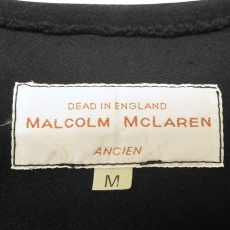 DEAD IN ENGLAND
MALCOLM MCLAREN
ANCIEN
M